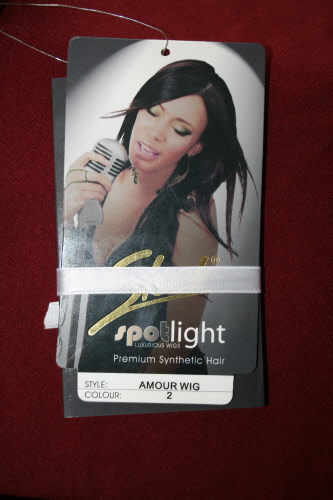 spotlight
LUXURIOUS WIGS
Premium Synthetic Hair
STYLE: AMOUR WIG
COLOUR: 2